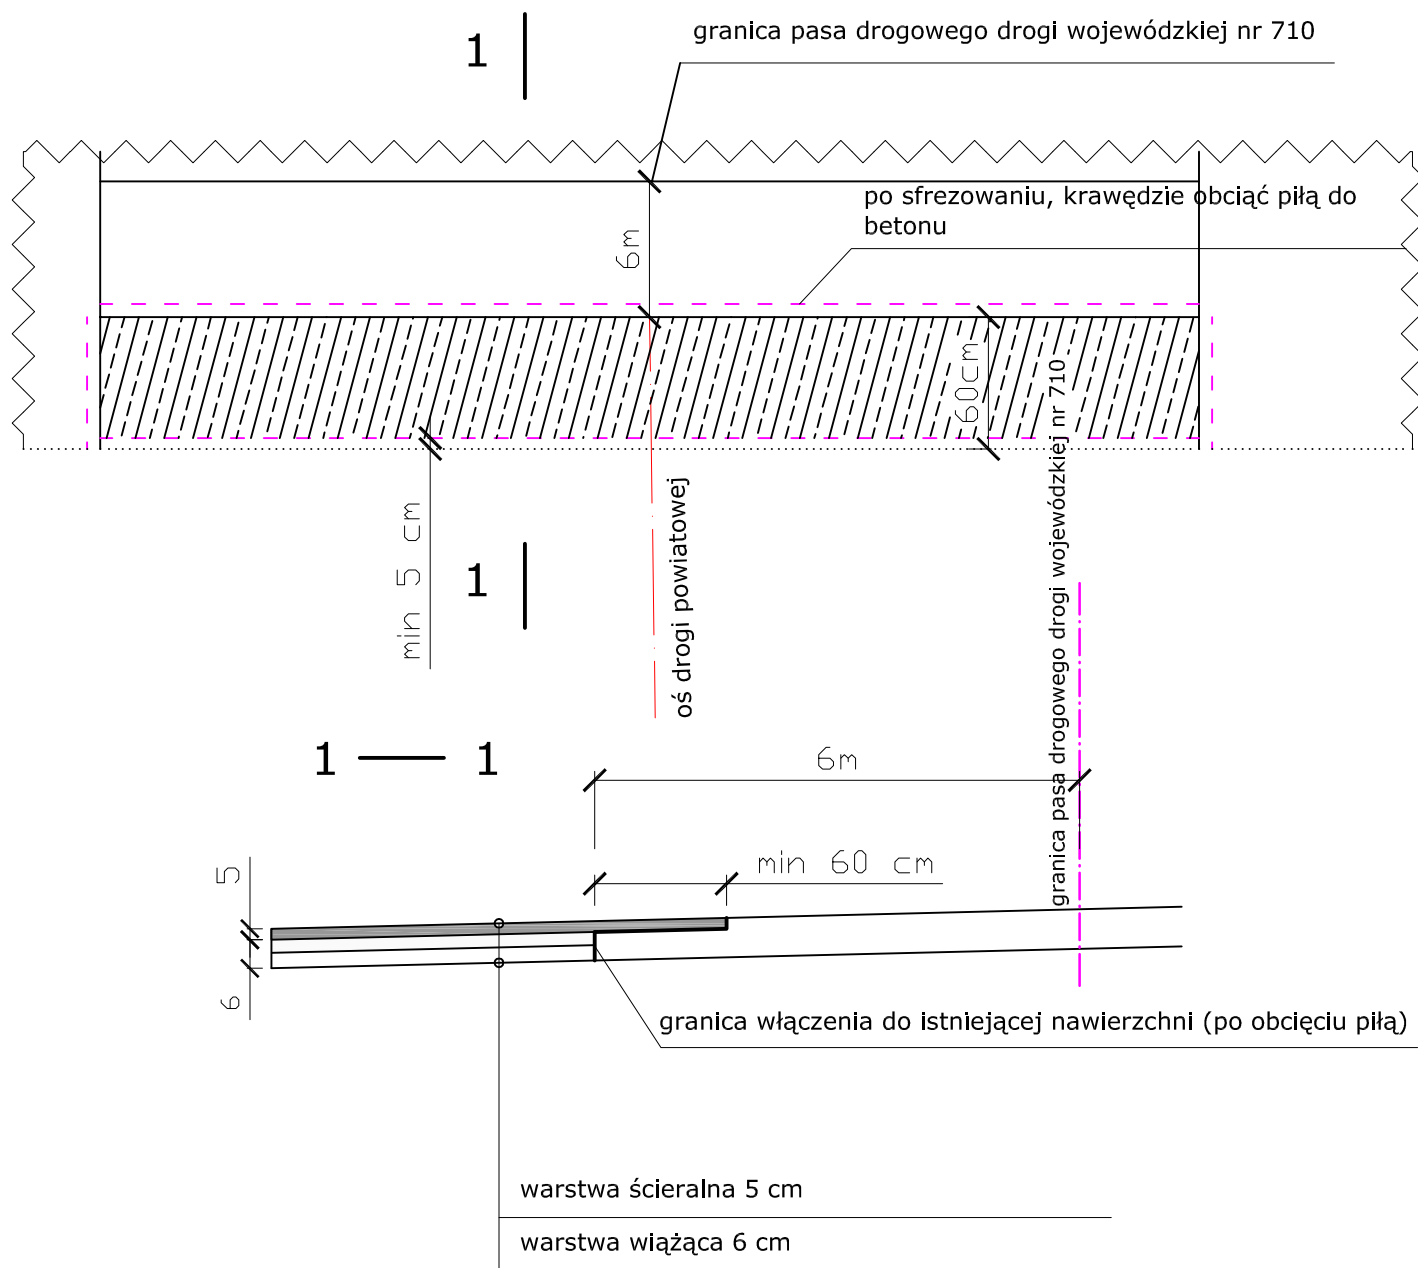 1
granica pasa drogowego drogi wojewódzkiej nr 710
po sfrezowaniu, krawędzie obciąć piłą do
betonu
6m
60cm
granica pasa drogowego drogi wojewódzkiej nr 710
min 5 cm
1
oś drogi powiatowej
1 1
6m
min 60 cm
5
6
granica włączenia do istniejącej nawierzchni (po obcięciu piłą)
warstwa ścieralna 5 cm
warstwa wiążąca 6 cm